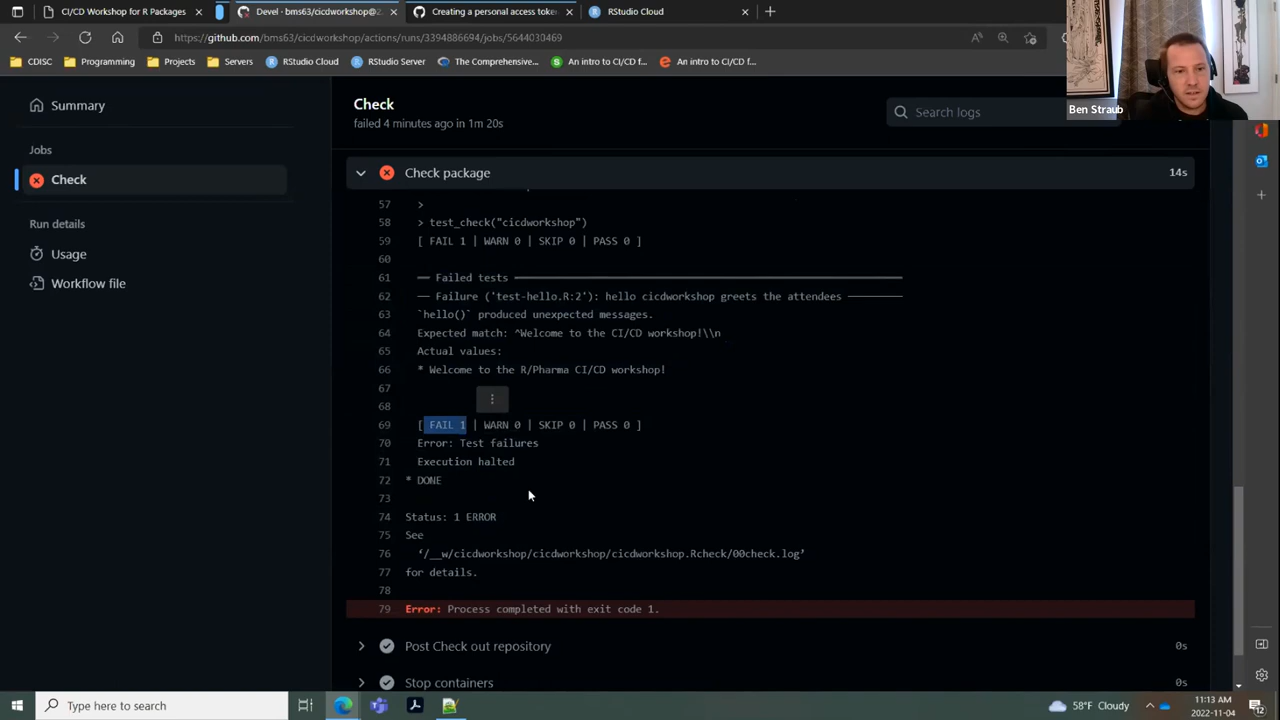 CI/CD Workshop for R Packages
Devel · bms63/cicdworkshop@2
Creating a personal access toke
RStudio Cloud
https://github.com/bms63/cicdworkshop/actions/runs/3394886694/jobs/5644030469
CDISC
Programming
Projects
Servers
RStudio Cloud
RStudio Server
The Comprehensive...
An intro to CI/CD f...
An intro to CI/CD f...
Ben Straub
Summary
Jobs
Check
Run details
Usage
Workflow file
Check
failed 4 minutes ago in 1m 20s
Search logs
Check package
14s
57 >
58 > test_check("cicdworkshop")
59 [ FAIL 1 | WARN 0 | SKIP 0 | PASS 0 ]
60
61 ── Failed tests ──
62 ── Failure ('test-hello.R:2'): hello cicdworkshop greets the attendees ──
63 `hello()` produced unexpected messages.
64 Expected match: ^Welcome to the CI/CD workshop!\\n
65 Actual values:
66 * Welcome to the R/Pharma CI/CD workshop!
67
68
69 [ FAIL 1 | WARN 0 | SKIP 0 | PASS 0 ]
70 Error: Test failures
71 Execution halted
72 * DONE
73
74 Status: 1 ERROR
75 See
76 ‘/__w/cicdworkshop/cicdworkshop/cicdworkshop.Rcheck/00check.log’
77 for details.
78
79 Error: Process completed with exit code 1.
Post Check out repository
0s
Stop containers
0s
Type here to search
58°F Cloudy
11:13 AM
2022-11-04
12